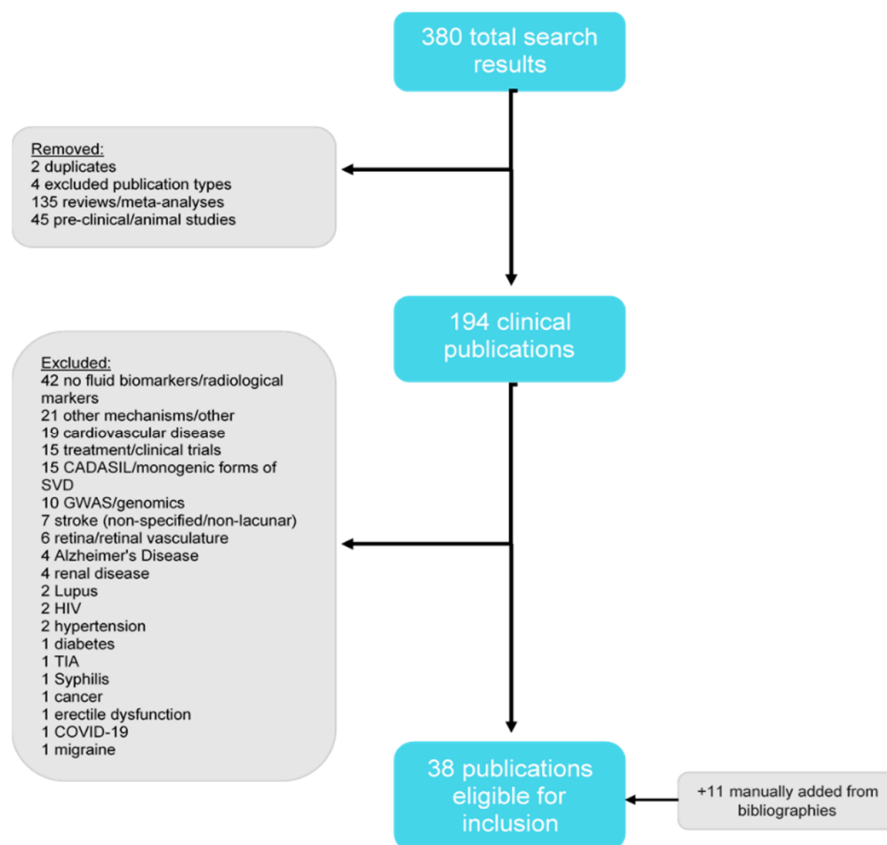 380 total search
results
Removed:
2 duplicates
4 excluded publication types
135 reviews/meta-analyses
45 pre-clinical/animal studies
194 clinical
publications
Excluded:
42 no fluid biomarkers/radiological
markers
21 other mechanisms/other
19 cardiovascular disease
15 treatment/clinical trials
15 CADASIL/monogenic forms of
SVD
10 GWAS/genomics
7 stroke (non-specified/non-lacunar)
6 retina/retinal vasculature
4 Alzheimer's Disease
4 renal disease
2 Lupus
2 HIV
2 hypertension
1 diabetes
1 TIA
1 Syphilis
1 cancer
1 erectile dysfunction
1 COVID-19
1 migraine
38 publications
eligible for
inclusion
+11 manually added from
bibliographies